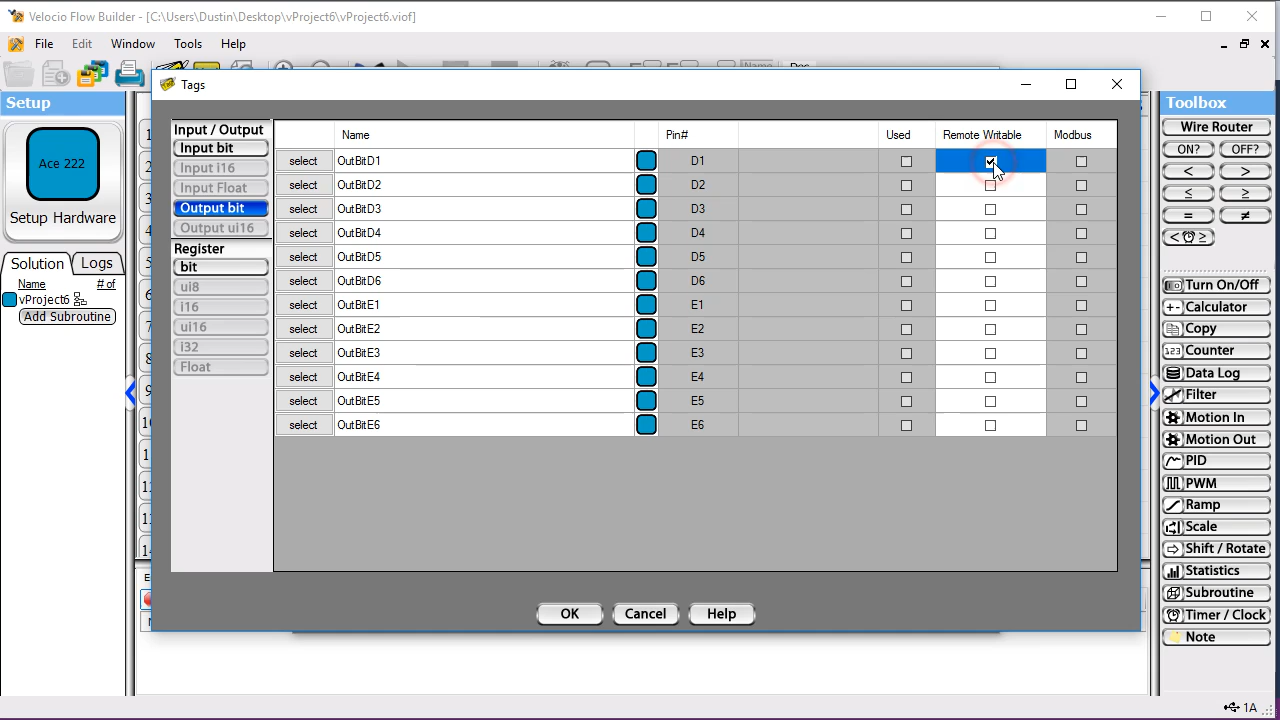 Velocio Flow Builder - [C:\Users\Dustin\Desktop\vProject6\vProject6.viof]
File Edit Window Tools Help
Setup
Ace 222
Setup Hardware
Solution Logs
Name # of
vProject6
Add Subroutine
Tags
Input / Output
Input bit
Input i16
Input Float
Output bit
Output ui16
Register
bit
ui8
i16
ui16
i32
Float
Name Pin# Used Remote Writable Modbus
select OutBitD1 D1
select OutBitD2 D2
select OutBitD3 D3
select OutBitD4 D4
select OutBitD5 D5
select OutBitD6 D6
select OutBitE1 E1
select OutBitE2 E2
select OutBitE3 E3
select OutBitE4 E4
select OutBitE5 E5
select OutBitE6 E6
OK Cancel Help
Toolbox
Wire Router
ON? OFF?
< >
≤ ≥
= ≠
< ≥
Turn On/Off
Calculator
Copy
Counter
Data Log
Filter
Motion In
Motion Out
PID
PWM
Ramp
Scale
Shift / Rotate
Statistics
Subroutine
Timer / Clock
Note
1A